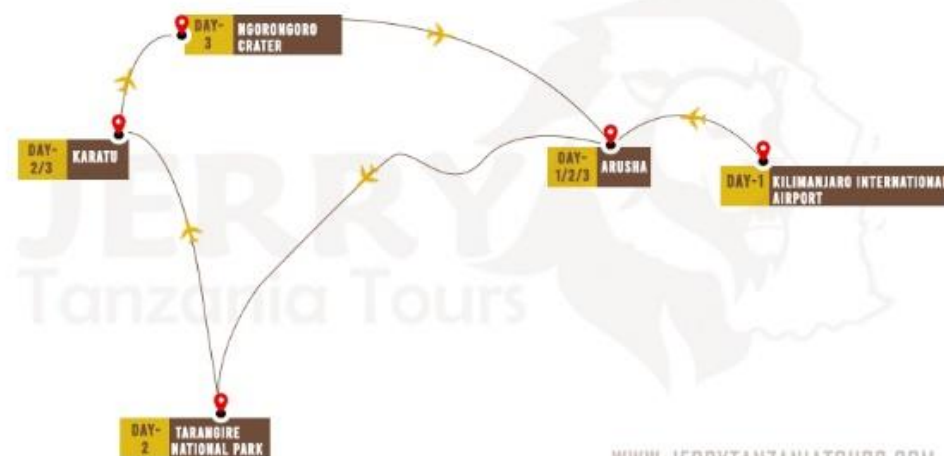 DAY-
3
NGORONGORO
CRATER
DAY-
2/3
KARATU
DAY-
1/2/3
ARUSHA
DAY-1
KILIMANJARO INTERNATIONAL
AIRPORT
JERRY
Tanzania Tours
DAY-
2
TARANGIRE
NATIONAL PARK
WWW.JERRYTANZANIATOURS.COM